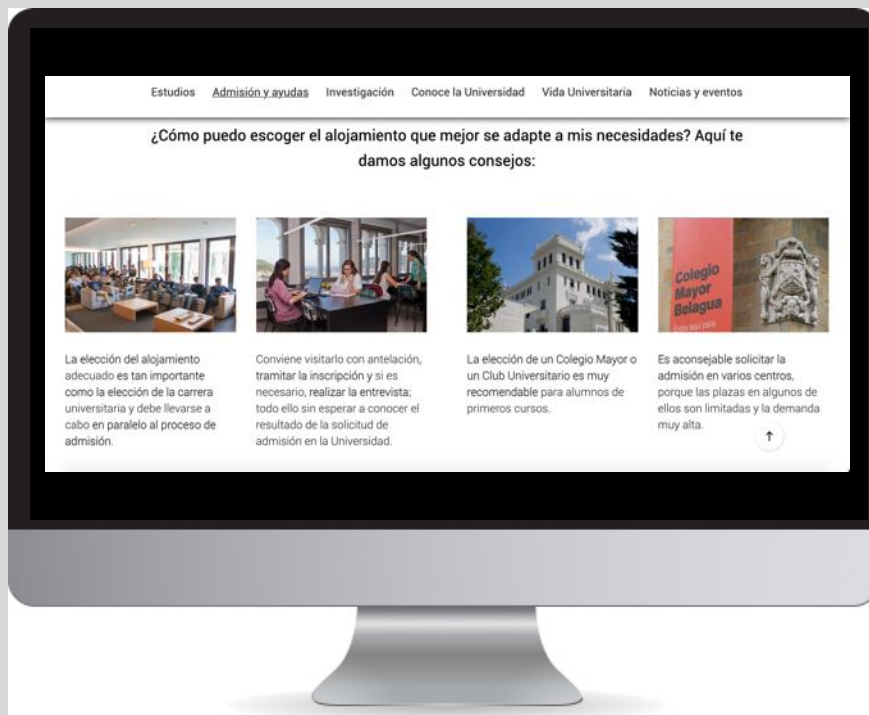 Estudios Admisión y ayudas Investigación Conoce la Universidad Vida Universitaria Noticias y eventos
¿Cómo puedo escoger el alojamiento que mejor se adapte a mis necesidades? Aquí te
damos algunos consejos:
Colegio
Mayor
Belagua
La elección del alojamiento
adecuado es tan importante
como la elección de la carrera
universitaria y debe llevarse a
cabo en paralelo al proceso de
admisión.
Conviene visitarlo con antelación,
tramitar la inscripción y si es
necesario, realizar la entrevista;
todo ello sin esperar a conocer el
resultado de la solicitud de
admisión en la Universidad.
La elección de un Colegio Mayor o
un Club Universitario es muy
recomendable para alumnos de
primeros cursos.
Es aconsejable solicitar la
admisión en varios centros,
porque las plazas en algunos de
ellos son limitadas y la demanda
muy alta.